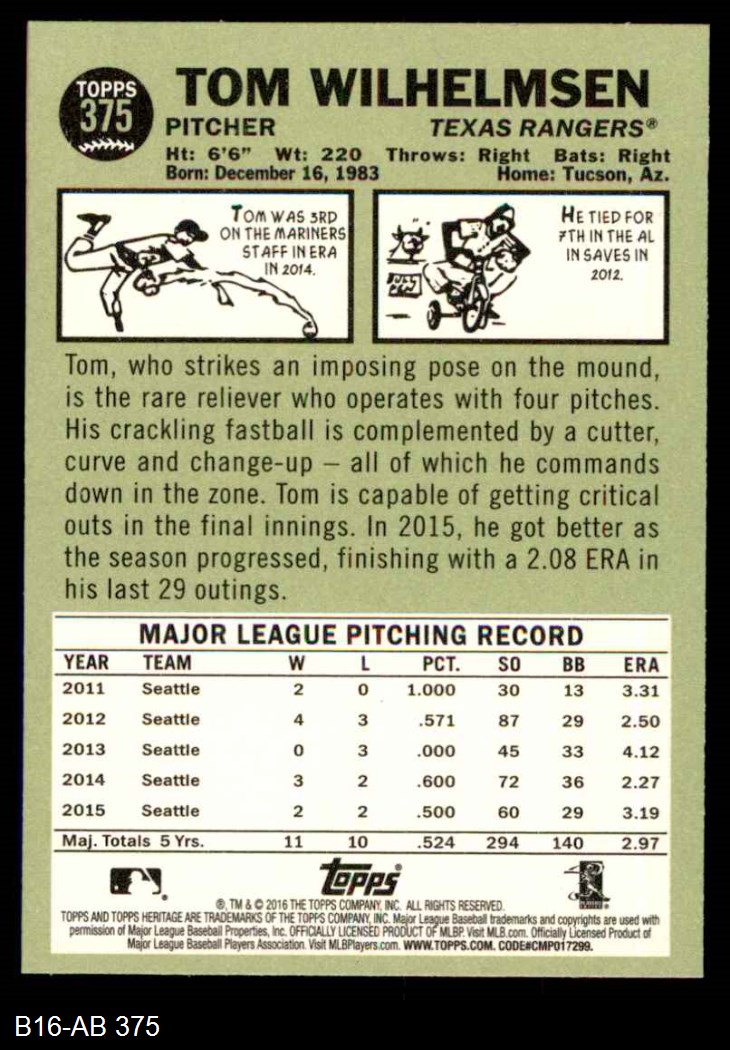 TOPPS
375
TOM WILHELMSEN
PITCHER TEXAS RANGERS®
Ht: 6'6" Wt: 220 Throws: Right Bats: Right
Born: December 16, 1983 Home: Tucson, Az.
TOM WAS 3RD
ON THE MARINERS
STAFF IN ERA
IN 2014.
HE TIED FOR
7TH IN THE AL
IN SAVES IN
2012.
BULL
PEN
Tom, who strikes an imposing pose on the mound,
is the rare reliever who operates with four pitches.
His crackling fastball is complemented by a cutter,
curve and change-up – all of which he commands
down in the zone. Tom is capable of getting critical
outs in the final innings. In 2015, he got better as
the season progressed, finishing with a 2.08 ERA in
his last 29 outings.
MAJOR LEAGUE PITCHING RECORD
YEAR TEAM W L PCT. SO BB ERA
2011 Seattle 2 0 1.000 30 13 3.31
2012 Seattle 4 3 .571 87 29 2.50
2013 Seattle 0 3 .000 45 33 4.12
2014 Seattle 3 2 .600 72 36 2.27
2015 Seattle 2 2 .500 60 29 3.19
Maj. Totals 5 Yrs. 11 10 .524 294 140 2.97
Topps®
®, TM & © 2016 THE TOPPS COMPANY, INC. ALL RIGHTS RESERVED.
TOPPS AND TOPPS HERITAGE ARE TRADEMARKS OF THE TOPPS COMPANY, INC. Major League Baseball trademarks and copyrights are used with
permission of Major League Baseball Properties, Inc. OFFICIALLY LICENSED PRODUCT OF MLBP. Visit MLB.com. Officially Licensed Product of
Major League Baseball Players Association. Visit MLBPlayers.com. WWW.TOPPS.COM. CODE#CMP017299.
B16-AB 375